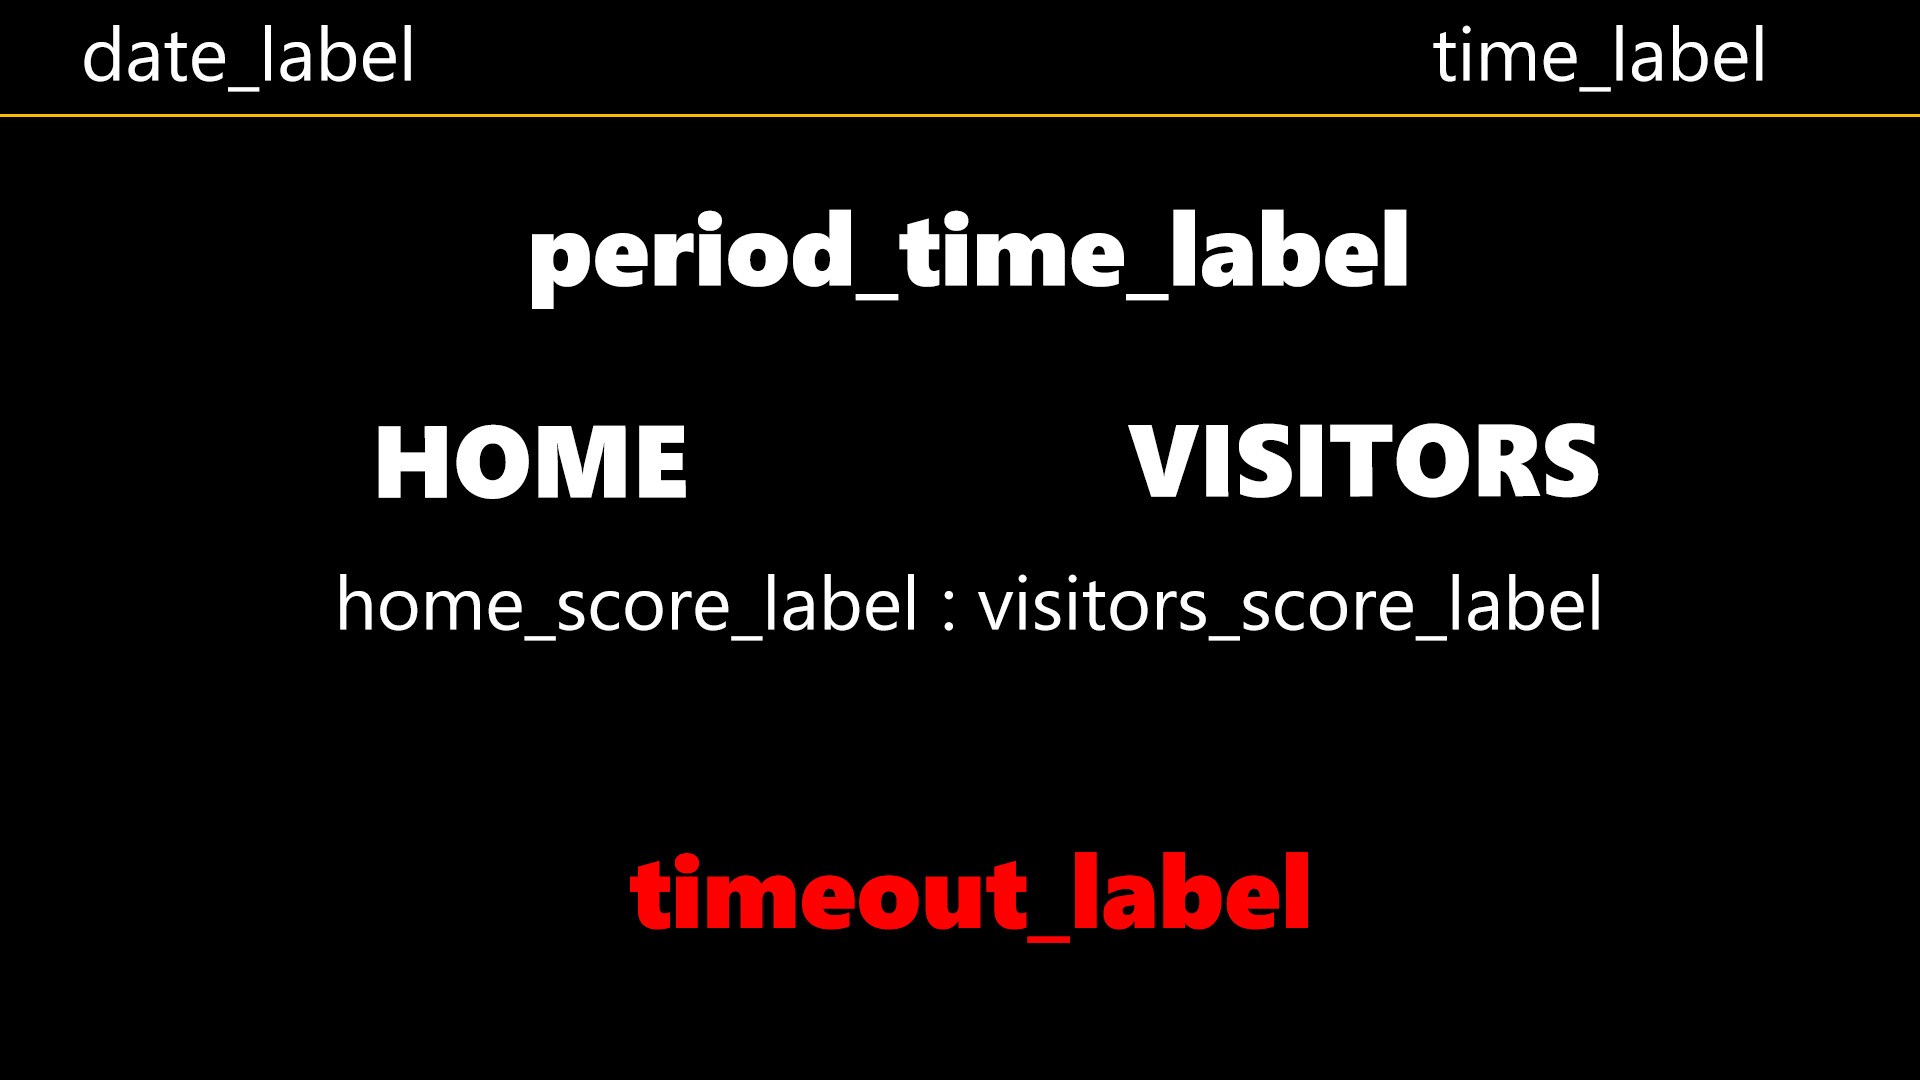 date_label time_label
period_time_label
HOME VISITORS
home_score_label : visitors_score_label
timeout_label